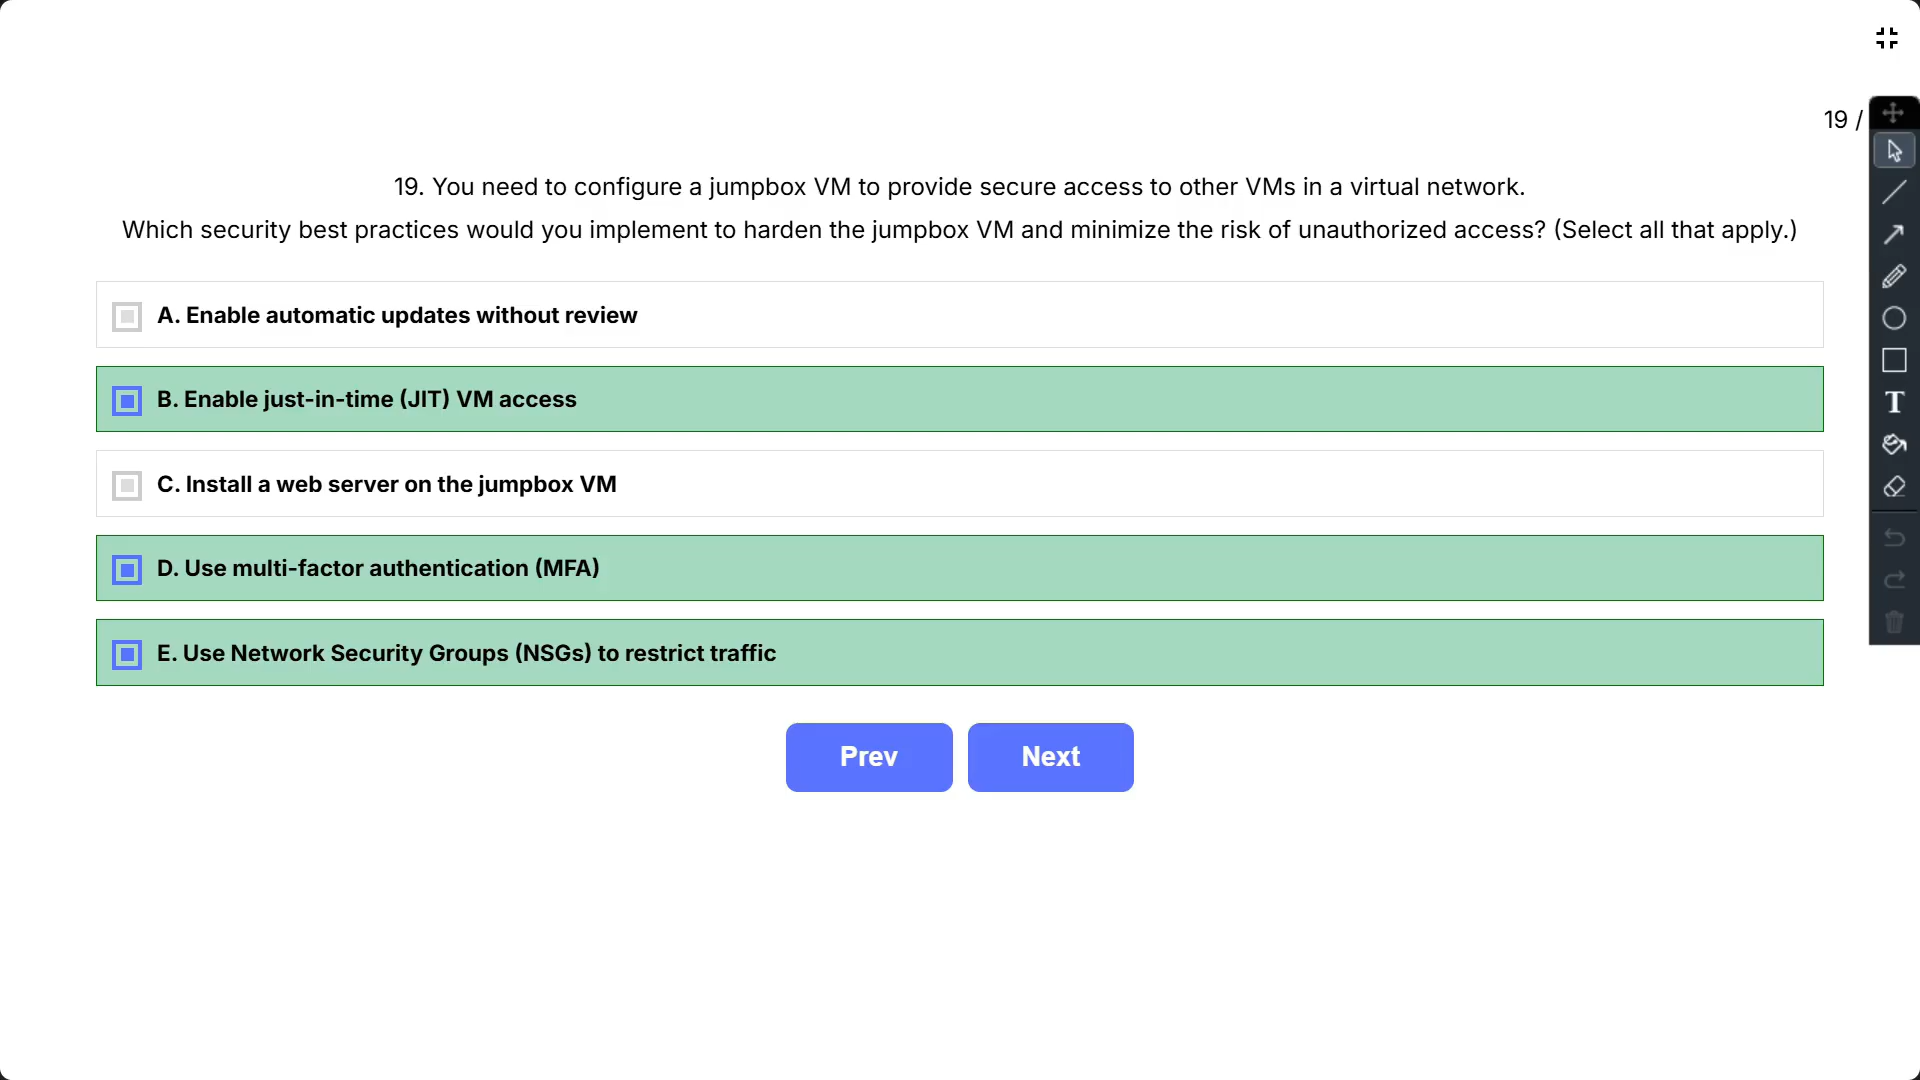 19 /
19. You need to configure a jumpbox VM to provide secure access to other VMs in a virtual network.
Which security best practices would you implement to harden the jumpbox VM and minimize the risk of unauthorized access? (Select all that apply.)
A. Enable automatic updates without review
B. Enable just-in-time (JIT) VM access
C. Install a web server on the jumpbox VM
D. Use multi-factor authentication (MFA)
E. Use Network Security Groups (NSGs) to restrict traffic
Prev Next
T